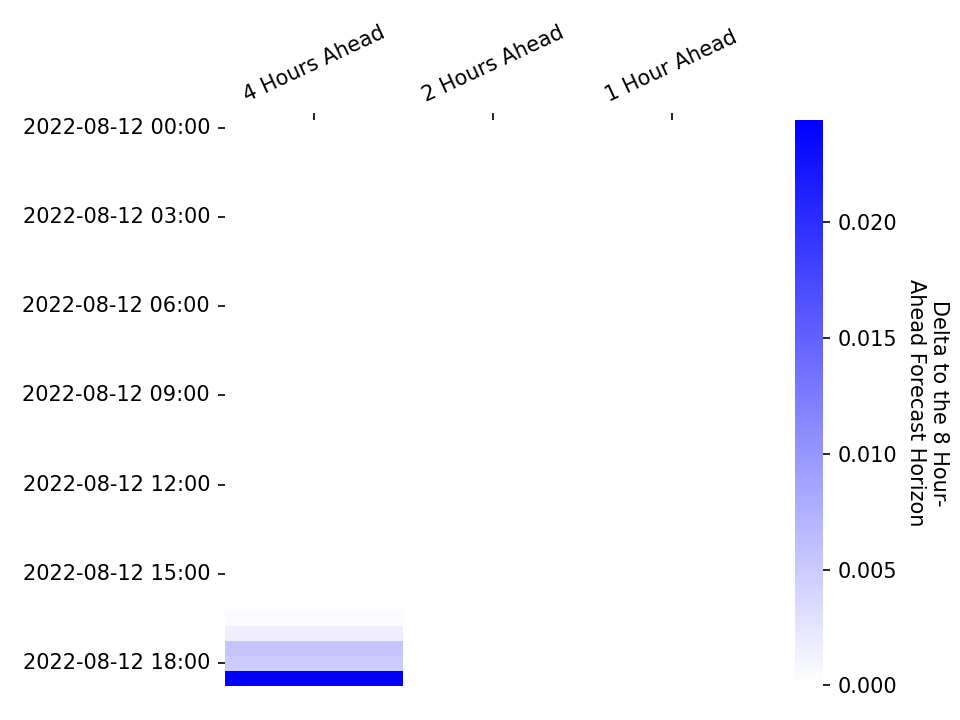 4 Hours Ahead
2 Hours Ahead
1 Hour Ahead
2022-08-12 00:00
2022-08-12 03:00
2022-08-12 06:00
2022-08-12 09:00
2022-08-12 12:00
2022-08-12 15:00
2022-08-12 18:00
0.020
0.015
0.010
0.005
0.000
Delta to the 8 Hour-
Ahead Forecast Horizon